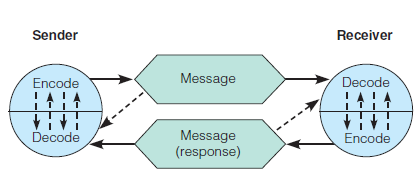 Sender
Receiver
Encode
Message
Decode
Decode
Message
(response)
Encode